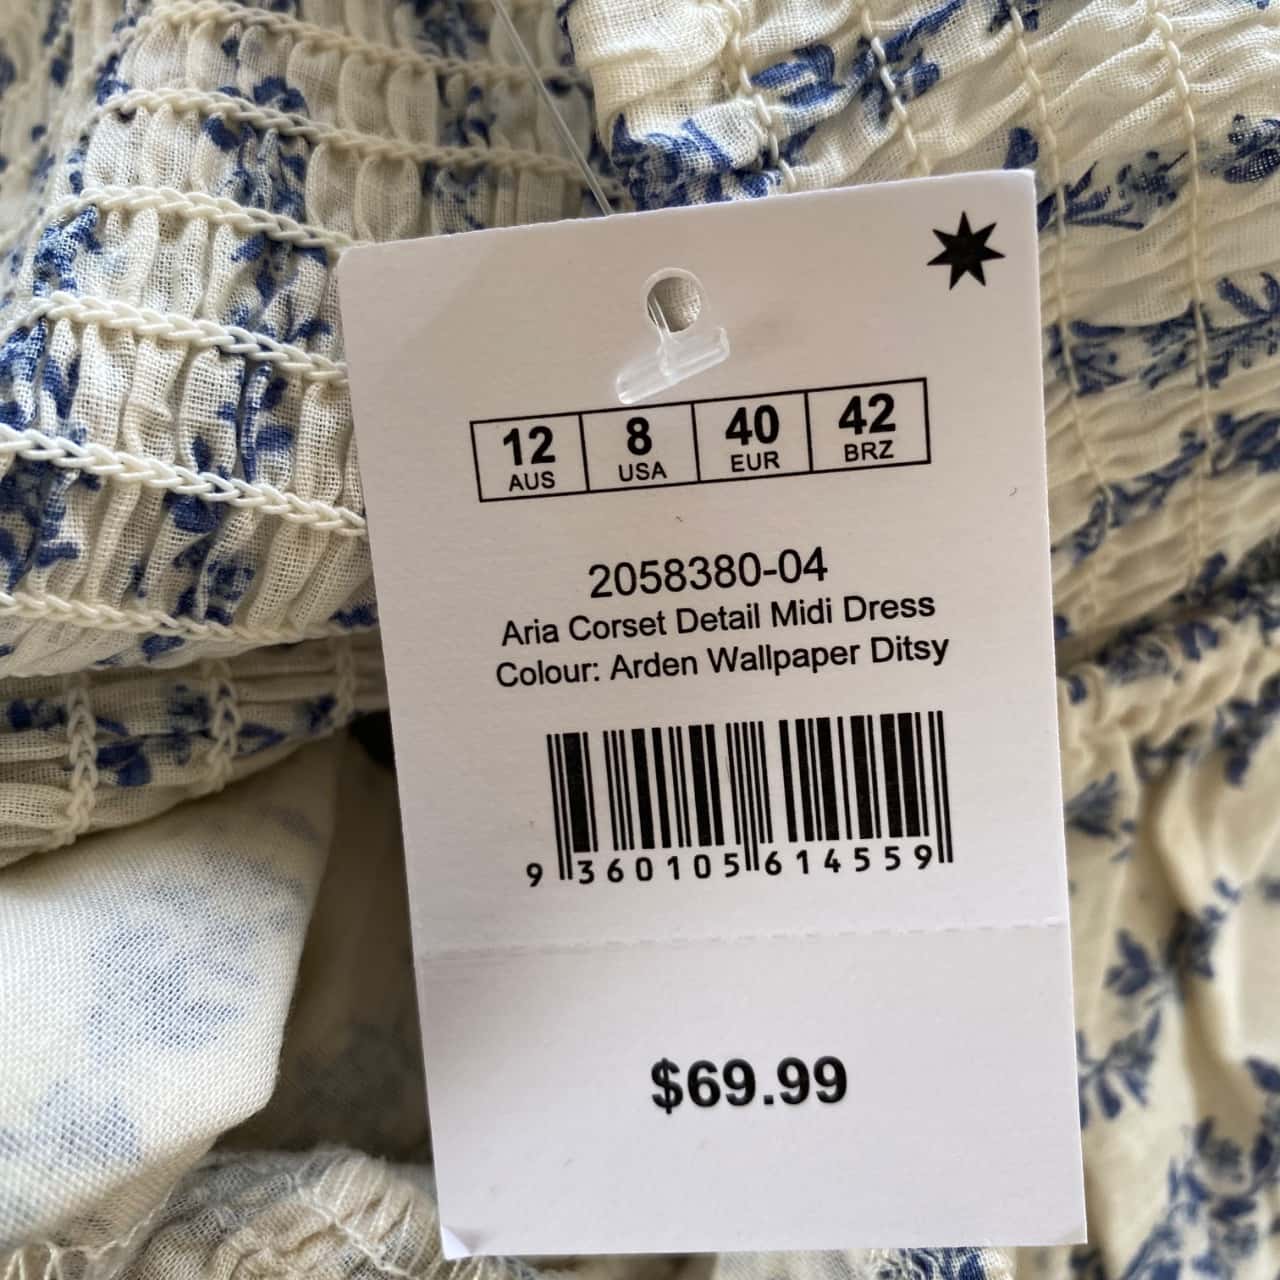 12 8 40 42
AUS USA EUR BRZ
2058380-04
Aria Corset Detail Midi Dress
Colour: Arden Wallpaper Ditsy
9 360105 614559
$69.99